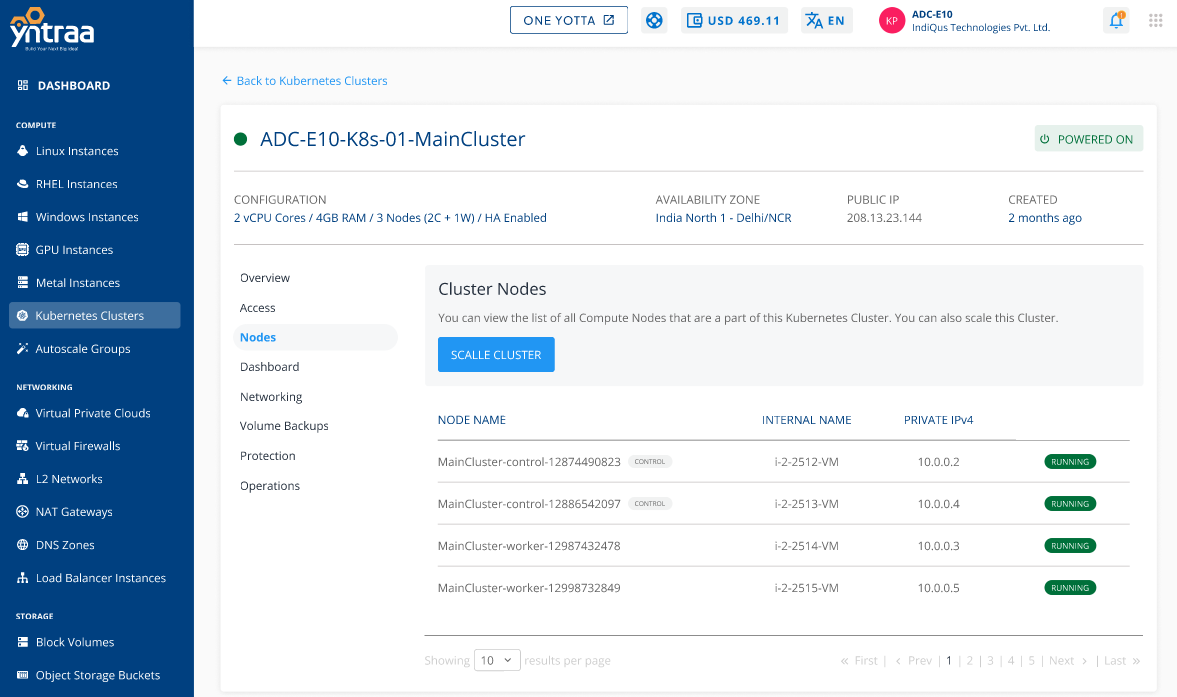 yntraa
Build Your Next Big Idea!
ONE YOTTA
USD 469.11
EN
KP
ADC-E10
IndiQus Technologies Pvt. Ltd.
DASHBOARD
COMPUTE
Linux Instances
RHEL Instances
Windows Instances
GPU Instances
Metal Instances
Kubernetes Clusters
Autoscale Groups
NETWORKING
Virtual Private Clouds
Virtual Firewalls
L2 Networks
NAT Gateways
DNS Zones
Load Balancer Instances
STORAGE
Block Volumes
Object Storage Buckets
← Back to Kubernetes Clusters
ADC-E10-K8s-01-MainCluster
POWERED ON
CONFIGURATION AVAILABILITY ZONE PUBLIC IP CREATED
2 vCPU Cores / 4GB RAM / 3 Nodes (2C + 1W) / HA Enabled India North 1 - Delhi/NCR 208.13.23.144 2 months ago
Overview
Access
Nodes
Dashboard
Networking
Volume Backups
Protection
Operations
Cluster Nodes
You can view the list of all Compute Nodes that are a part of this Kubernetes Cluster. You can also scale this Cluster.
SCALLE CLUSTER
NODE NAME INTERNAL NAME PRIVATE IPv4
MainCluster-control-12874490823 CONTROL i-2-2512-VM 10.0.0.2 RUNNING
MainCluster-control-12886542097 CONTROL i-2-2513-VM 10.0.0.4 RUNNING
MainCluster-worker-12987432478 i-2-2514-VM 10.0.0.3 RUNNING
MainCluster-worker-12998732849 i-2-2515-VM 10.0.0.5 RUNNING
Showing 10 results per page
« First | ‹ Prev | 1 | 2 | 3 | 4 | 5 | Next › | Last »